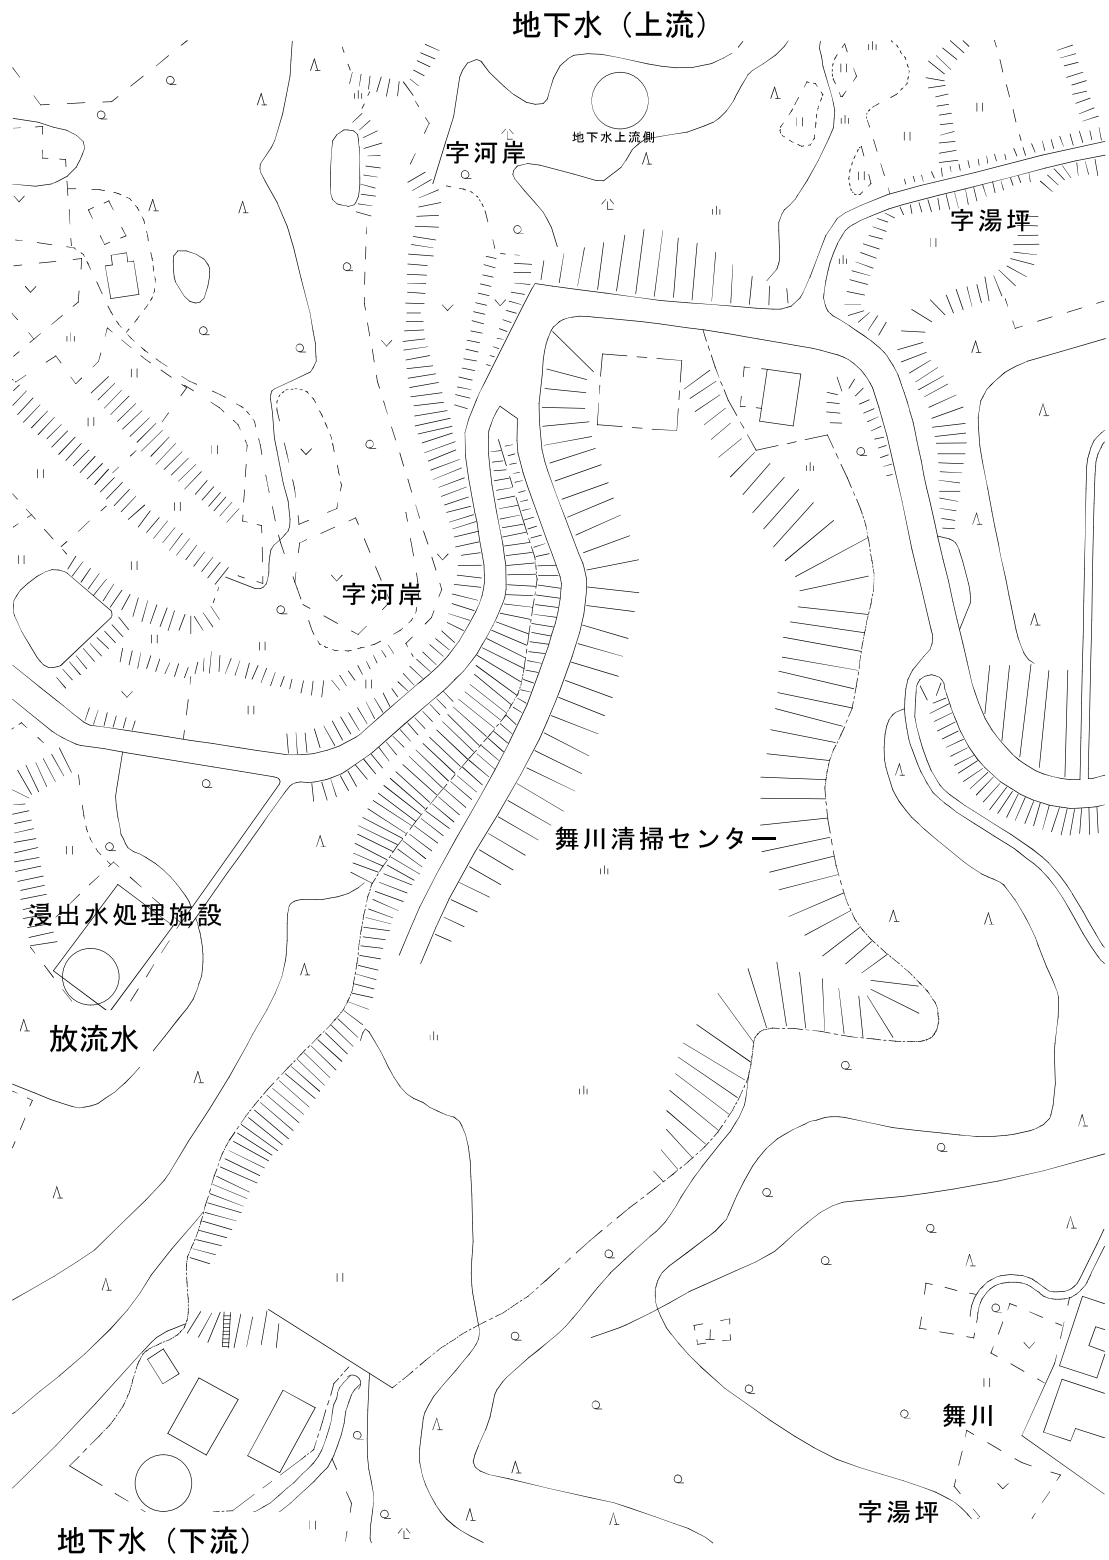 地下水（上流）
地下水上流側
字河岸
字湯坪
字河岸
舞川清掃センター
浸出水処理施設
放流水
舞川
字湯坪
地下水（下流）